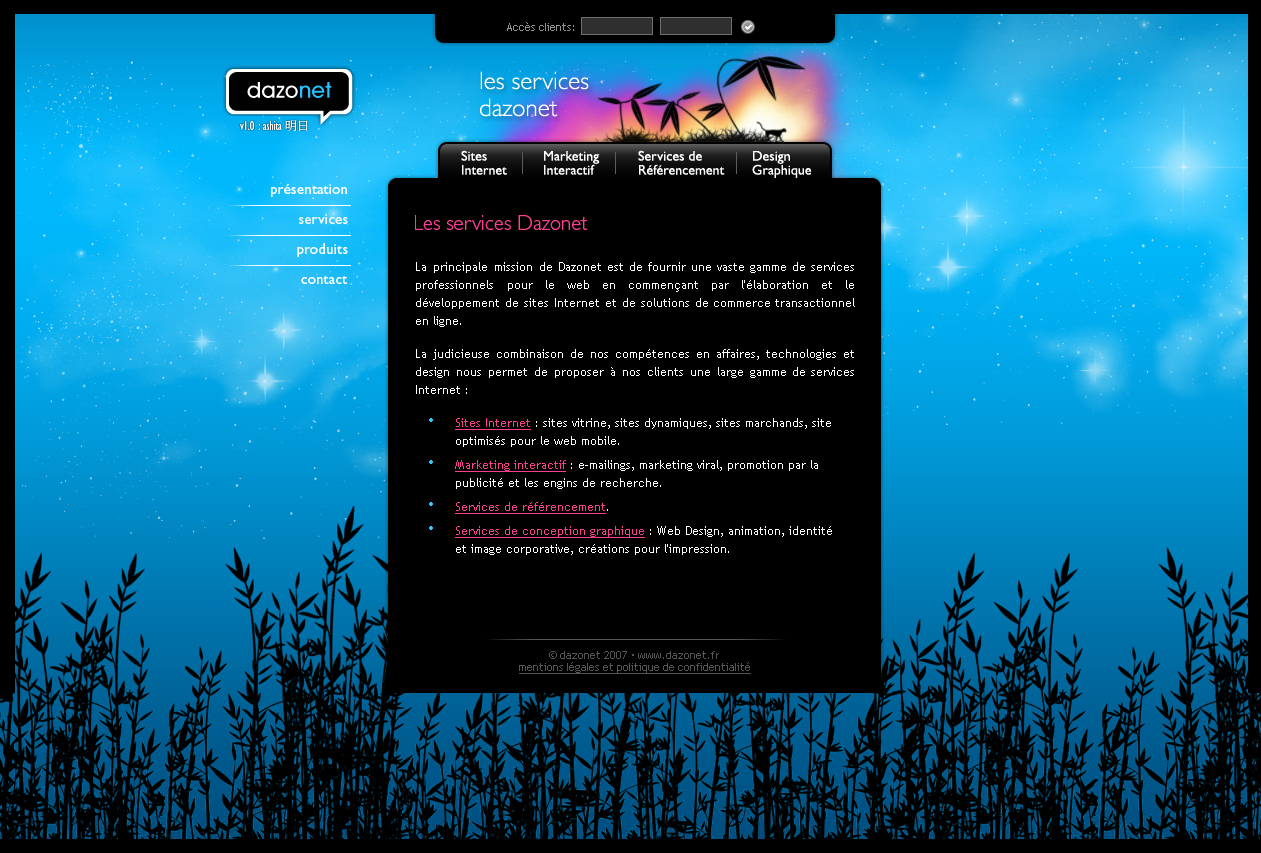 Accès clients:
dazonet
v1.0 : ashita 明日
les services
dazonet
Sites
Internet
Marketing
Interactif
Services de
Référencement
Design
Graphique
présentation
services
produits
contact
Les services Dazonet
La principale mission de Dazonet est de fournir une vaste gamme de services
professionnels pour le web en commençant par l'élaboration et le
développement de sites Internet et de solutions de commerce transactionnel
en ligne.
La judicieuse combinaison de nos compétences en affaires, technologies et
design nous permet de proposer à nos clients une large gamme de services
Internet :
Sites Internet : sites vitrine, sites dynamiques, sites marchands, site
optimisés pour le web mobile.
Marketing interactif : e-mailings, marketing viral, promotion par la
publicité et les engins de recherche.
Services de référencement.
Services de conception graphique : Web Design, animation, identité
et image corporative, créations pour l'impression.
© dazonet 2007 • www.dazonet.fr
mentions légales et politique de confidentialité